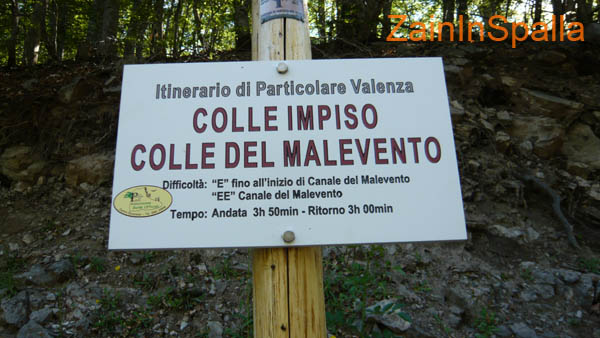 ZainInSpalla
Itinerario di Particolare Valenza
COLLE IMPISO
COLLE DEL MALEVENTO
Difficoltà: "E" fino all'inizio di Canale del Malevento
"EE" Canale del Malevento
Tempo: Andata 3h 50min - Ritorno 3h 00min